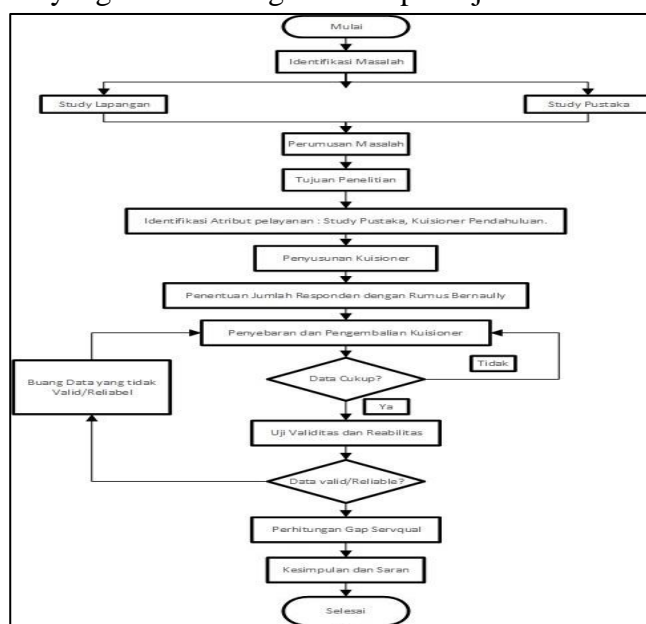 Mulai
Identifikasi Masalah
Study Lapangan
Study Pustaka
Perumusan Masalah
Tujuan Penelitian
Identifikasi Atribut pelayanan : Study Pustaka, Kuisioner Pendahuluan.
Penyusunan Kuisioner
Penentuan Jumlah Responden dengan Rumus Bernaully
Penyebaran dan Pengembalian Kuisioner
Tidak
Buang Data yang tidak
Valid/Reliabel
Data Cukup?
Ya
Uji Validitas dan Reabilitas
Data valid/Reliable?
Perhitungan Gap Servqual
Kesimpulan dan Saran
Selesai